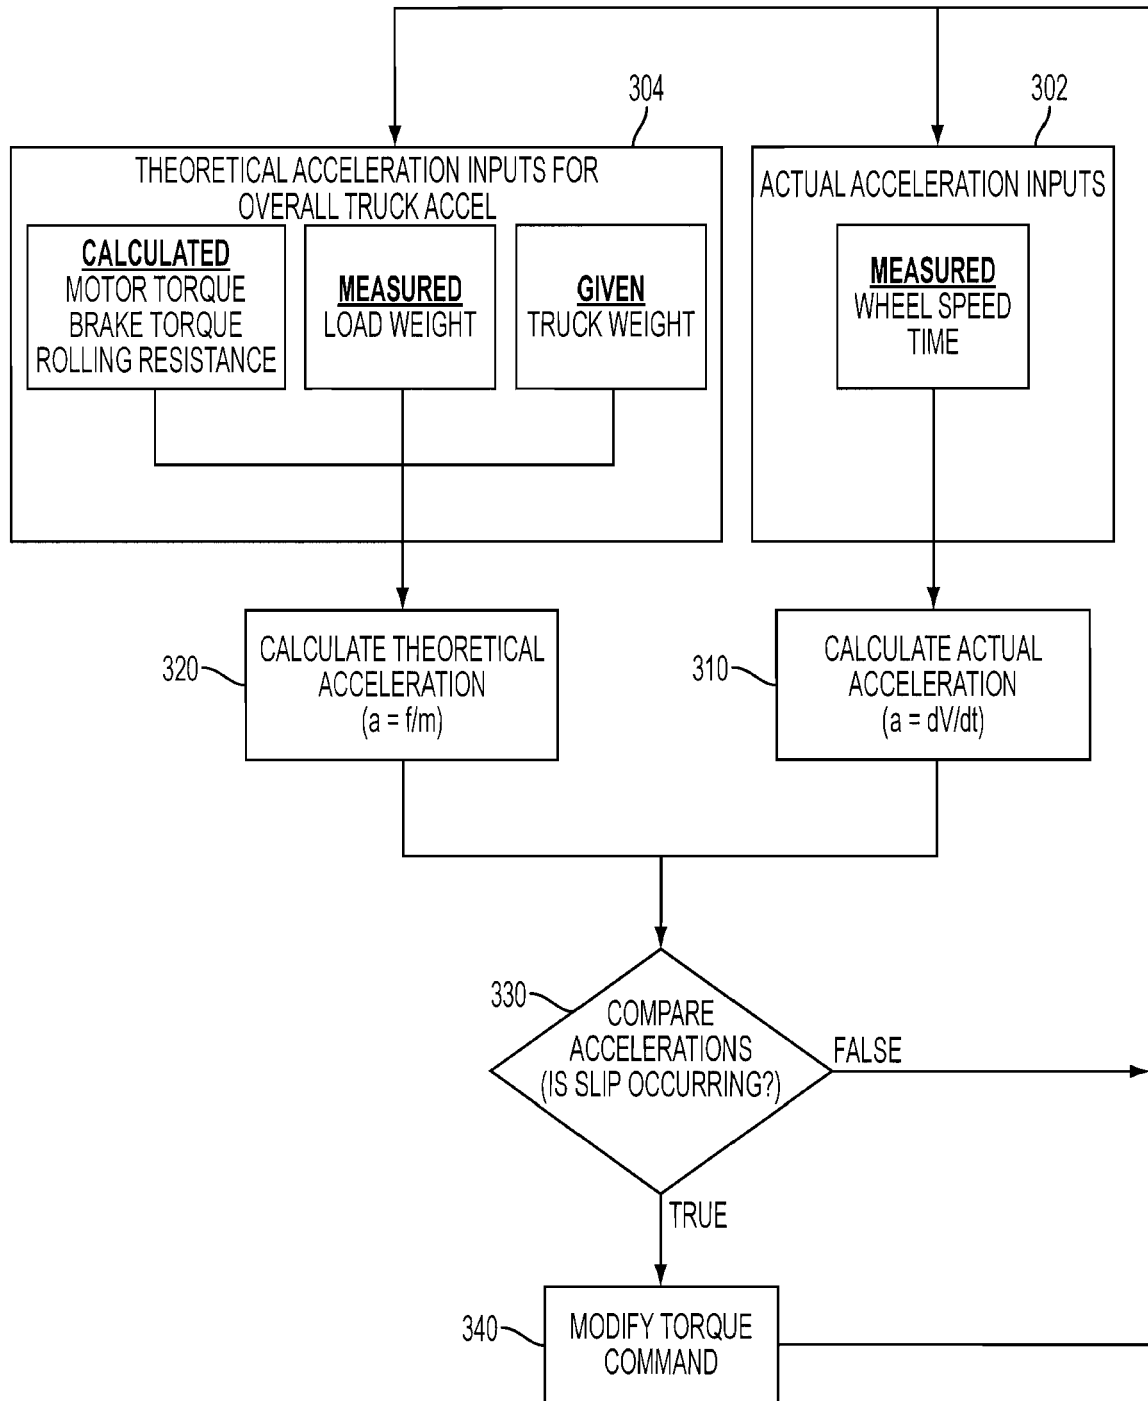 304
302
THEORETICAL ACCELERATION INPUTS FOR
OVERALL TRUCK ACCEL
CALCULATED
MOTOR TORQUE
BRAKE TORQUE
ROLLING RESISTANCE
MEASURED
LOAD WEIGHT
GIVEN
TRUCK WEIGHT
ACTUAL ACCELERATION INPUTS
MEASURED
WHEEL SPEED
TIME
320
CALCULATE THEORETICAL
ACCELERATION
(a = f/m)
310
CALCULATE ACTUAL
ACCELERATION
(a = dV/dt)
330
COMPARE
ACCELERATIONS
(IS SLIP OCCURRING?)
FALSE
TRUE
340
MODIFY TORQUE
COMMAND